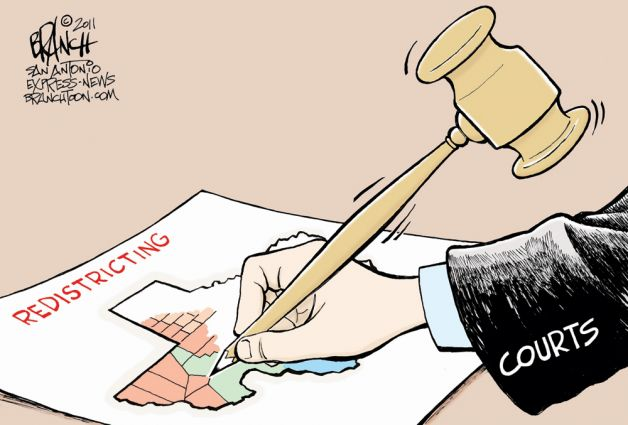 © 2011
BRANCH
SAN ANTONIO
EXPRESS-NEWS
BRANCHTOON.COM
REDISTRICTING
COURTS